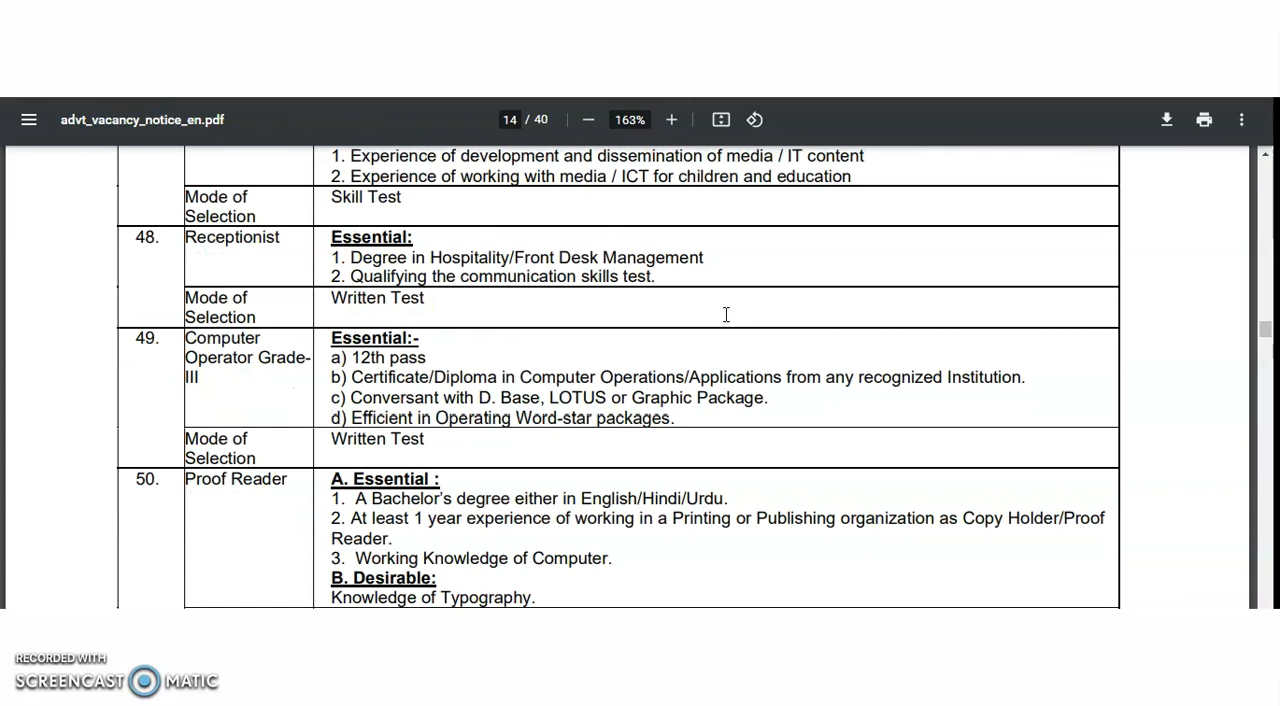 advt_vacancy_notice_en.pdf
14 / 40
163%
1. Experience of development and dissemination of media / IT content
2. Experience of working with media / ICT for children and education
Mode of Selection Skill Test
48. Receptionist Essential:
1. Degree in Hospitality/Front Desk Management
2. Qualifying the communication skills test.
Mode of Selection Written Test
49. Computer Operator Grade-III Essential:-
a) 12th pass
b) Certificate/Diploma in Computer Operations/Applications from any recognized Institution.
c) Conversant with D. Base, LOTUS or Graphic Package.
d) Efficient in Operating Word-star packages.
Mode of Selection Written Test
50. Proof Reader A. Essential :
1. A Bachelor's degree either in English/Hindi/Urdu.
2. At least 1 year experience of working in a Printing or Publishing organization as Copy Holder/Proof
Reader.
3. Working Knowledge of Computer.
B. Desirable:
Knowledge of Typography.
RECORDED WITH
SCREENCAST MATIC